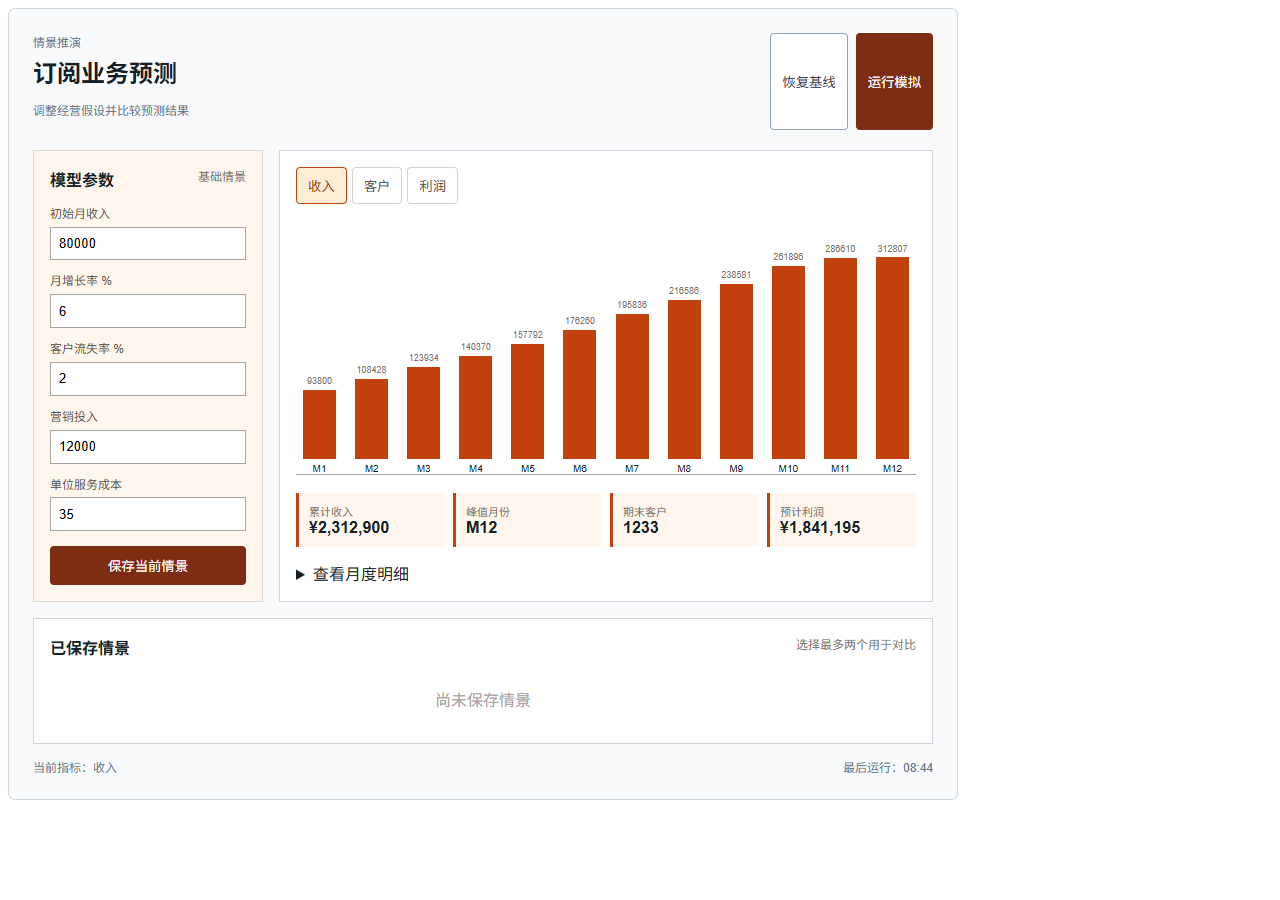 情景推演
订阅业务预测
调整经营假设并比较预测结果
恢复基线
运行模拟
模型参数
基础情景
初始月收入
80000
月增长率 %
6
客户流失率 %
2
营销投入
12000
单位服务成本
35
保存当前情景
收入
客户
利润
93800
108428
123934
140370
157792
176260
195836
216586
238581
261896
286610
312807
M1
M2
M3
M4
M5
M6
M7
M8
M9
M10
M11
M12
累计收入
¥2,312,900
峰值月份
M12
期末客户
1233
预计利润
¥1,841,195
查看月度明细
已保存情景
选择最多两个用于对比
尚未保存情景
当前指标：收入
最后运行：08:44